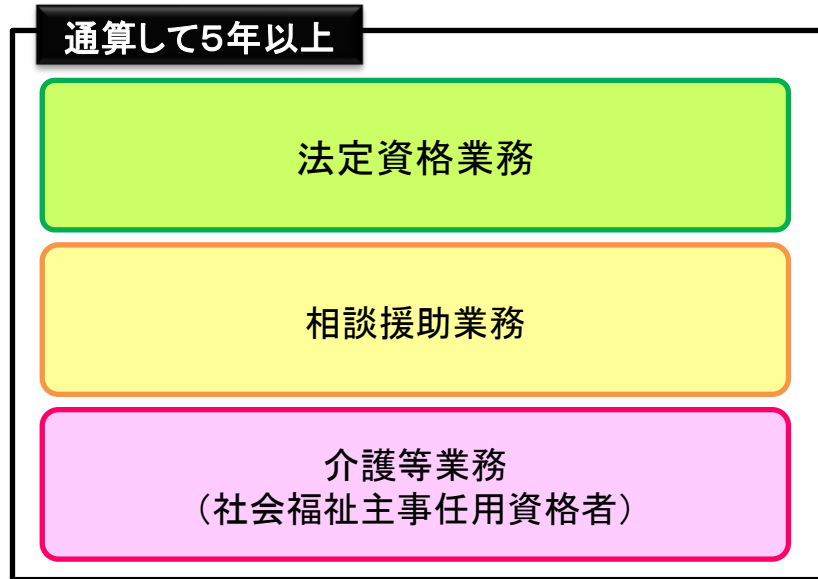 通算して5年以上
法定資格業務
相談援助業務
介護等業務
（社会福祉主事任用資格者）